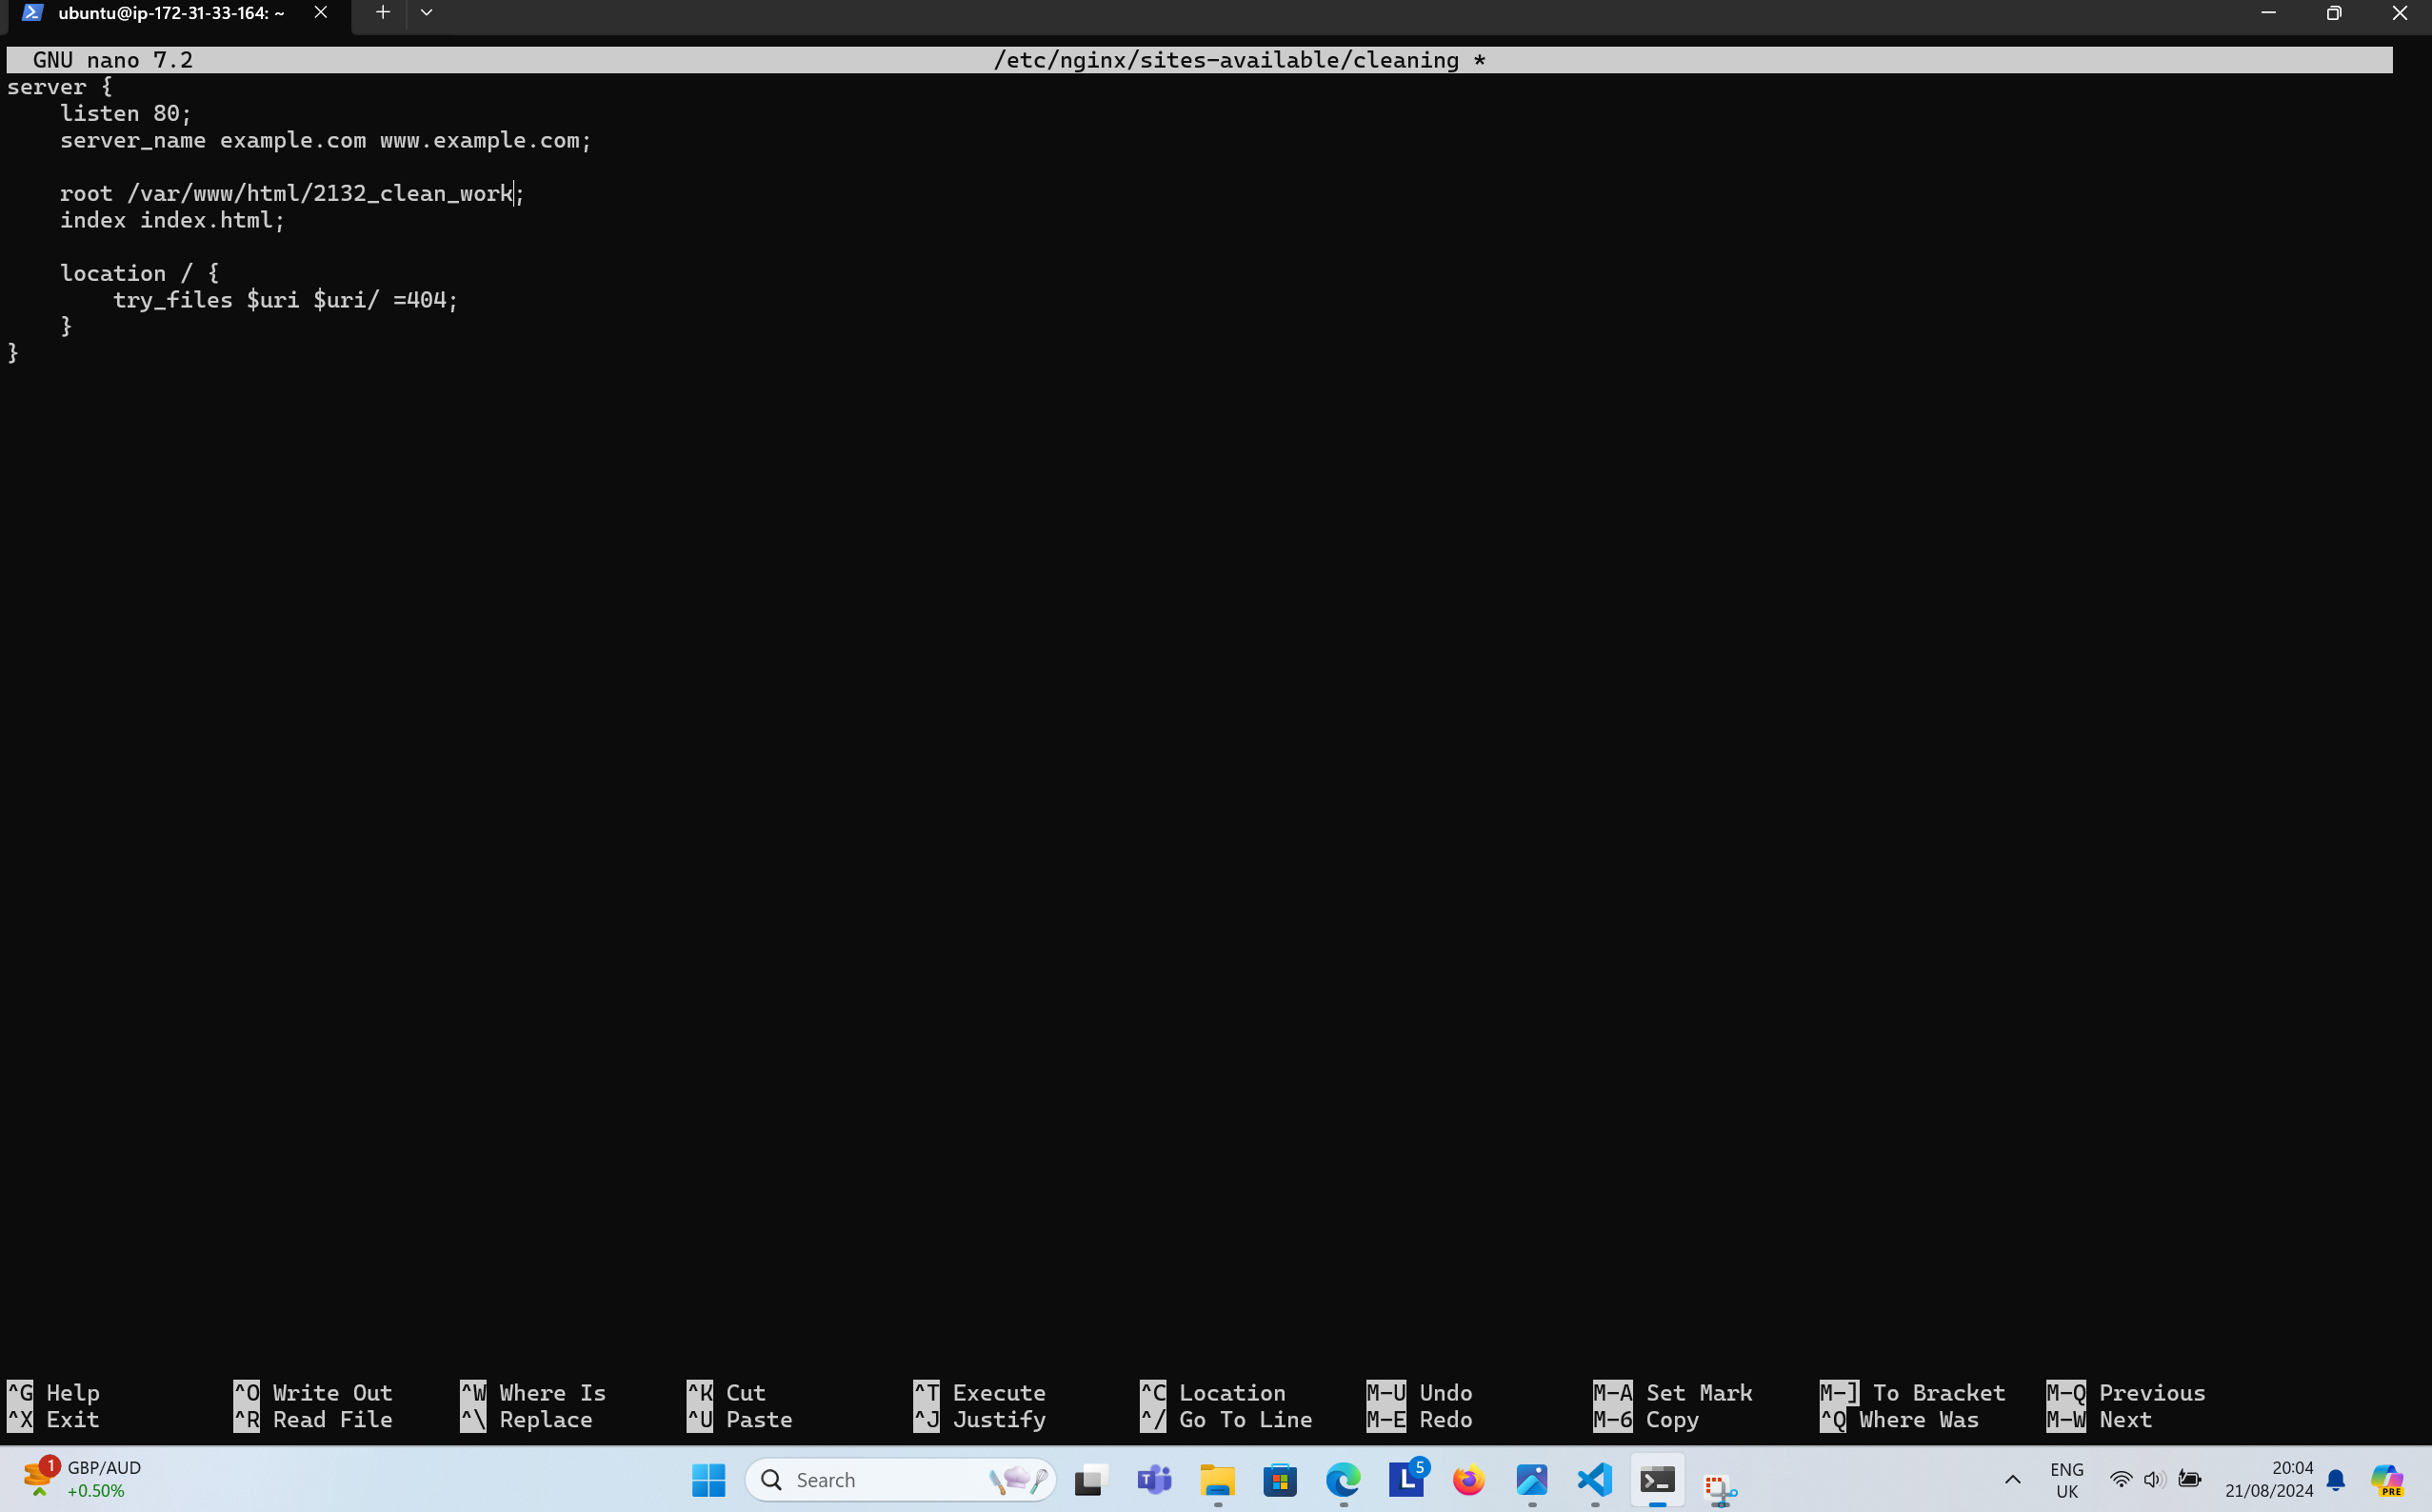 ubuntu@ip-172-31-33-164: ~
GNU nano 7.2 /etc/nginx/sites-available/cleaning *
server {
listen 80;
server_name example.com www.example.com;
root /var/www/html/2132_clean_work;
index index.html;
location / {
try_files $uri $uri/ =404;
}
}
^G Help ^O Write Out ^W Where Is ^K Cut ^T Execute ^C Location M-U Undo M-A Set Mark M-] To Bracket M-Q Previous
^X Exit ^R Read File ^\ Replace ^U Paste ^J Justify ^/ Go To Line M-E Redo M-6 Copy ^Q Where Was M-W Next
1 GBP/AUD
+0.50%
Search
T
L 5
ENG
UK
20:04
21/08/2024
PRE